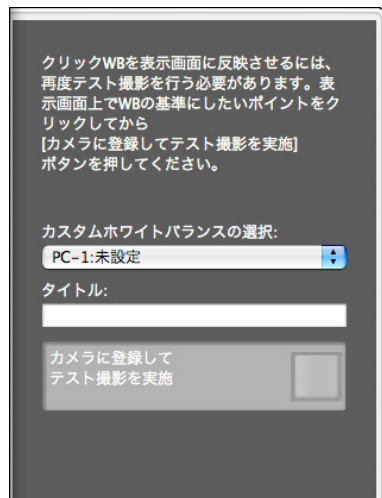 クリックWBを表示画面に反映させるには、
再度テスト撮影を行う必要があります。表
示画面上でWBの基準にしたいポイントをク
リックしてから
[カメラに登録してテスト撮影を実施]
ボタンを押してください。
カスタムホワイトバランスの選択:
PC-1:未設定
タイトル:
カメラに登録して
テスト撮影を実施